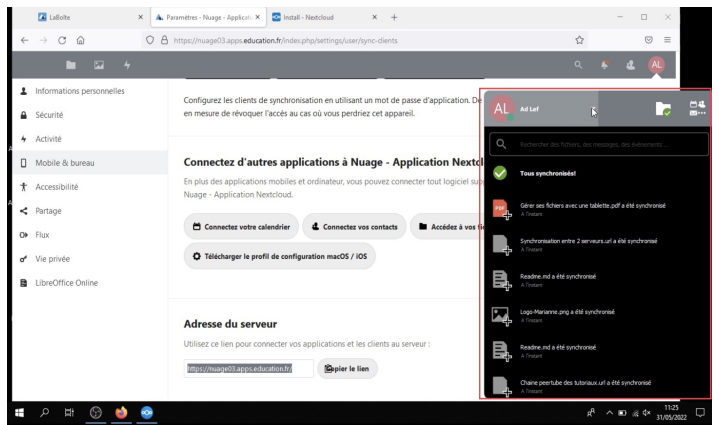 LaBoîte
Paramètres - Nuage - Applicati
Install - Nextcloud
https://nuage03.apps.education.fr/index.php/settings/user/sync-clients
AL
Informations personnelles
Sécurité
Activité
Mobile & bureau
Accessibilité
Partage
Flux
Vie privée
LibreOffice Online
Configurez les clients de synchronisation en utilisant un mot de passe d'application. De
en mesure de révoquer l'accès au cas où vous perdriez cet appareil.
Connectez d'autres applications à Nuage - Application Nextcl
En plus des applications mobiles et ordinateur, vous pouvez connecter tout logiciel sup
Nuage - Application Nextcloud.
Connectez votre calendrier
Connectez vos contacts
Accédez à vos fic
Télécharger le profil de configuration macOS / iOS
Adresse du serveur
Utilisez ce lien pour connecter vos applications et les clients au serveur :
https://nuage03.apps.education.fr/
Copier le lien
AL
Ad Lef
Rechercher des fichiers, des messages, des événements ...
Tous synchronisés!
PDF
Gérer ses fichiers avec une tablette.pdf a été synchronisé
A l'instant
Synchronisation entre 2 serveurs.url a été synchronisé
A l'instant
Readme.md a été synchronisé
A l'instant
Logo-Marianne.png a été synchronisé
A l'instant
Readme.md a été synchronisé
A l'instant
Chaine peertube des tutoriaux.url a été synchronisé
A l'instant
11:25
31/05/2022